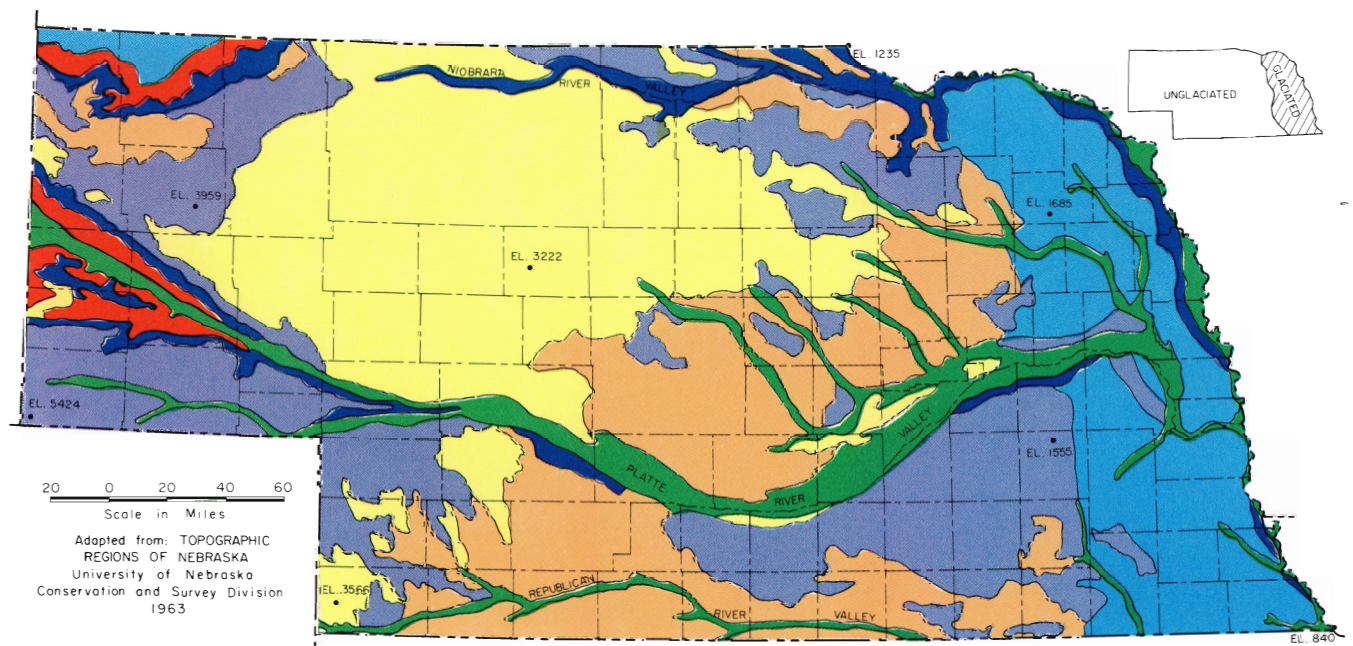 EL. 1235
NIOBRARA
RIVER
VALLEY
UNGLACIATED
GLACIATED
EL. 3959
EL. 1685
EL. 3222
EL. 5424
VALLEY
EL. 1555
PLATTE
RIVER
20 0 20 40 60
Scale in Miles
Adapted from: TOPOGRAPHIC
REGIONS OF NEBRASKA
University of Nebraska
Conservation and Survey Division
1963
EL. 3566
REPUBLICAN
RIVER
VALLEY
EL. 840